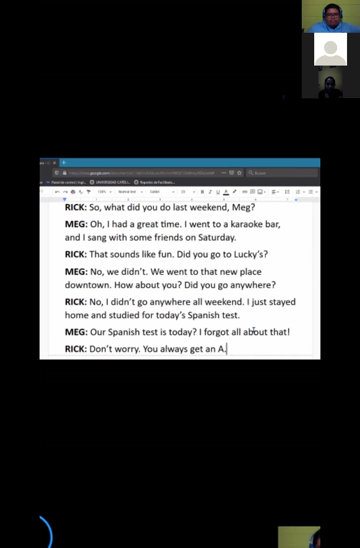 RICK: So, what did you do last weekend, Meg?
MEG: Oh, I had a great time. I went to a karaoke bar,
and I sang with some friends on Saturday.
RICK: That sounds like fun. Did you go to Lucky's?
MEG: No, we didn't. We went to that new place
downtown. How about you? Did you go anywhere?
RICK: No, I didn't go anywhere all weekend. I just stayed
home and studied for today's Spanish test.
MEG: Our Spanish test is today? I forgot all about that!
RICK: Don't worry. You always get an A.